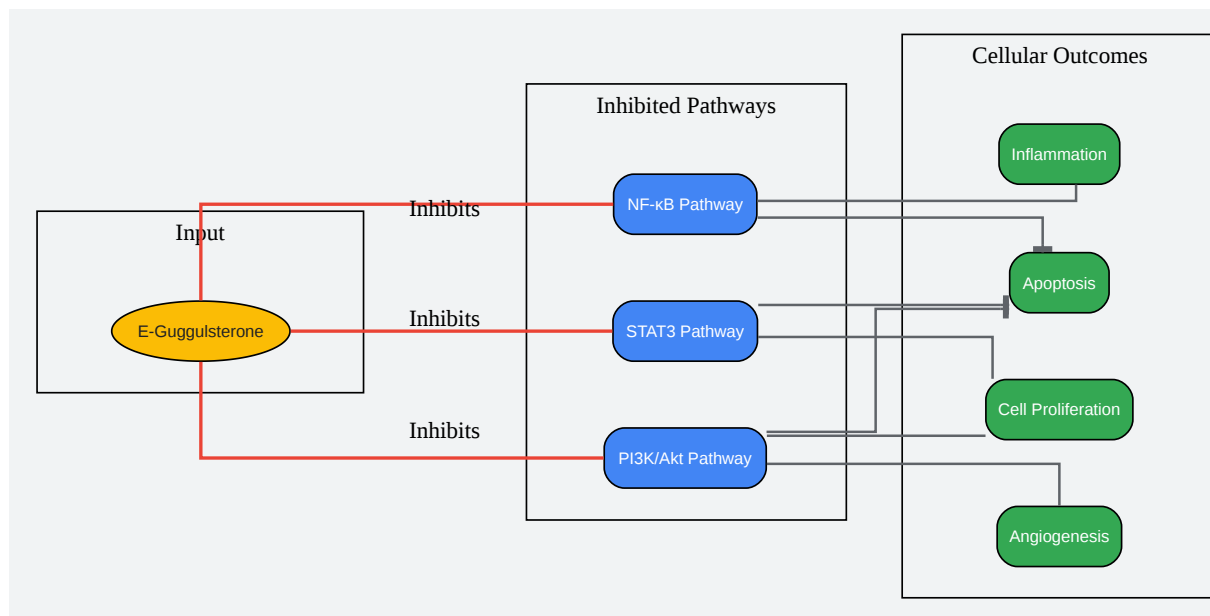 Cellular Outcomes
Inhibited Pathways
Inflammation
Inhibits
NF-κB Pathway
Input
Apoptosis
Inhibits
E-Guggulsterone
STAT3 Pathway
Cell Proliferation
Inhibits
PI3K/Akt Pathway
Angiogenesis